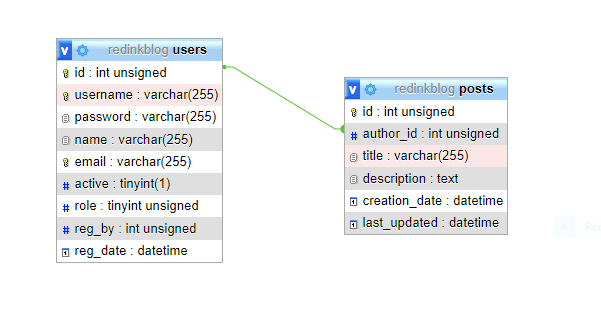 v redinkblog users
id : int unsigned
username : varchar(255)
password : varchar(255)
name : varchar(255)
email : varchar(255)
# active : tinyint(1)
# role : tinyint unsigned
# reg_by : int unsigned
reg_date : datetime
v redinkblog posts
id : int unsigned
# author_id : int unsigned
title : varchar(255)
description : text
creation_date : datetime
last_updated : datetime